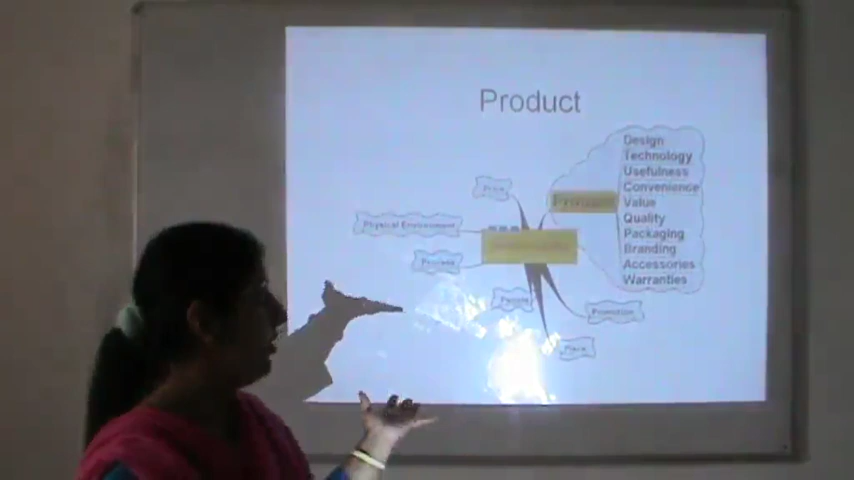 Product
Design
Technology
Usefulness
Convenience
Value
Quality
Packaging
Branding
Accessories
Warranties
Price
Product
Physical Environment
Process
People
Promotion
Place